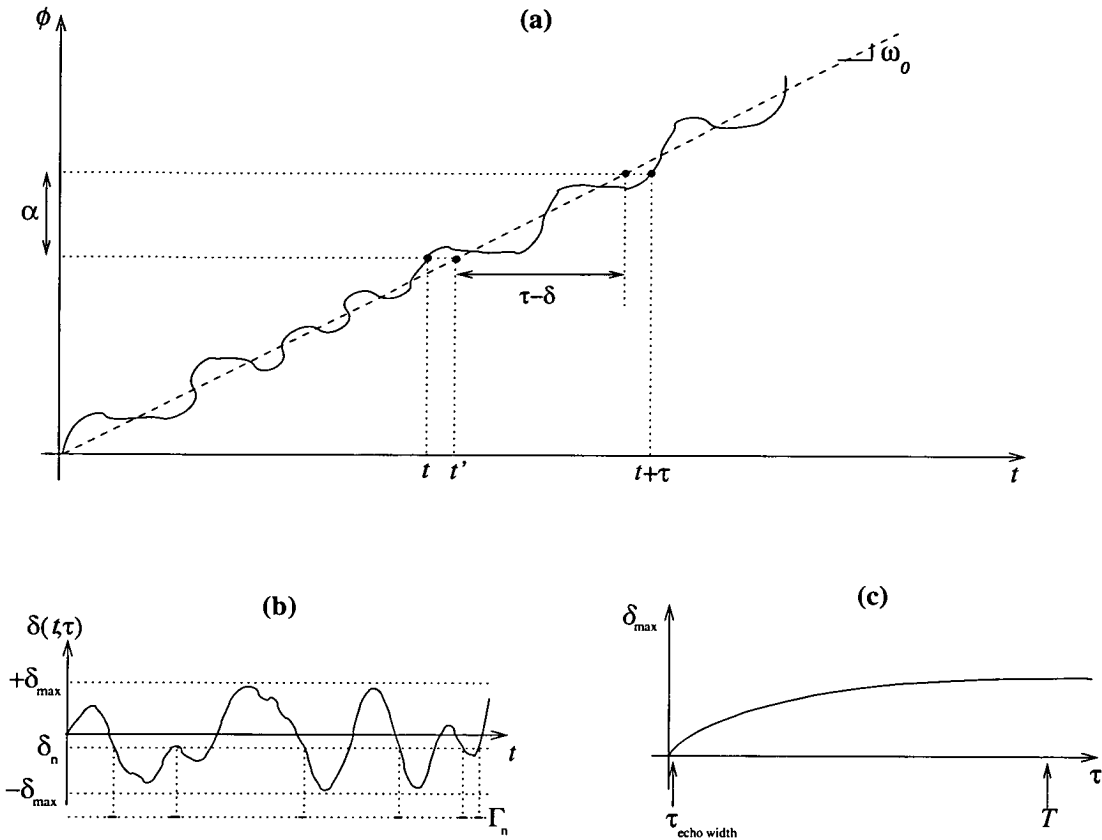 (a)
ϕ
ω₀
α
τ−δ
t
t'
t+τ
t
(b)
δ(t,τ)
+δmax
δn
−δmax
t
Γn
(c)
δmax
τ
τecho width
T